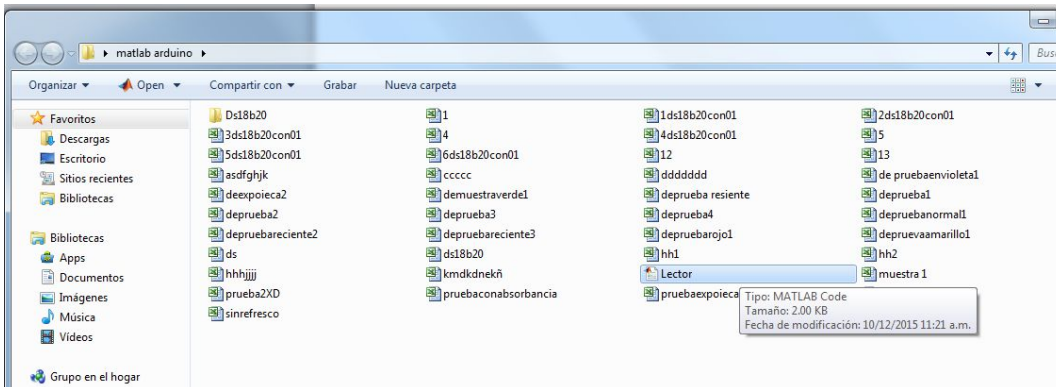 matlab arduino
Bus
Organizar Open Compartir con Grabar Nueva carpeta
Favoritos
Descargas
Escritorio
Sitios recientes
Bibliotecas
Bibliotecas
Apps
Documentos
Imágenes
Música
Vídeos
Grupo en el hogar
Ds18b20 1 1ds18b20con01 2ds18b20con01
3ds18b20con01 4 4ds18b20con01 5
5ds18b20con01 6ds18b20con01 12 13
asdfghjk ccccc ddddddd de pruebaenvioleta1
deexpoieca2 demuestraverde1 deprueba resiente deprueba1
deprueba2 deprueba3 deprueba4 depruebanormal1
depruebareciente2 depruebareciente3 depruebarojo1 depruevaamarillo1
ds ds18b20 hh1 hh2
hhhjjjj kmdkdnekñ Lector muestra 1
prueba2XD pruebaconabsorbancia pruebaexpoieca
sinrefresco
Tipo: MATLAB Code
Tamaño: 2.00 KB
Fecha de modificación: 10/12/2015 11:21 a.m.